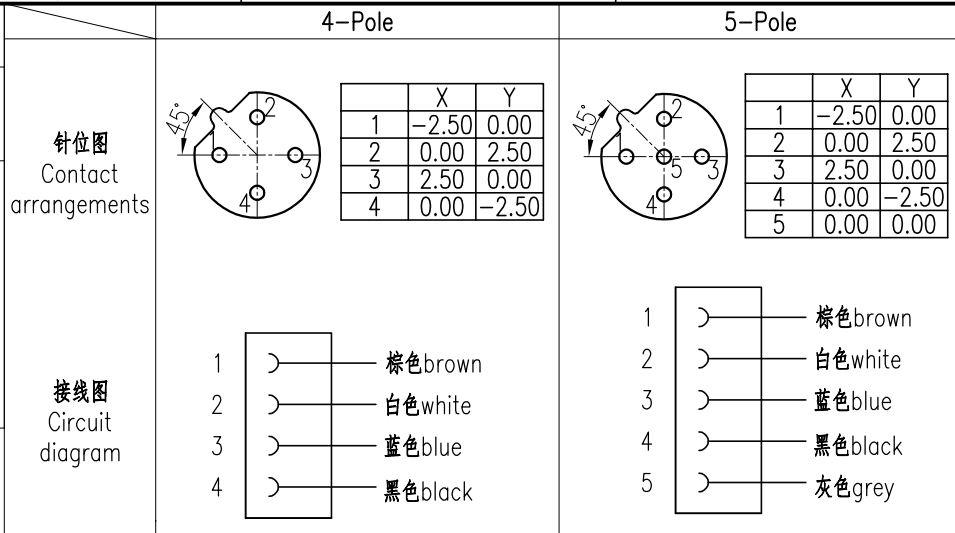 4-Pole
5-Pole
针位图
Contact
arrangements
45°
2
3
4
X Y
1 -2.50 0.00
2 0.00 2.50
3 2.50 0.00
4 0.00 -2.50
45°
2
5
3
4
X Y
1 -2.50 0.00
2 0.00 2.50
3 2.50 0.00
4 0.00 -2.50
5 0.00 0.00
接线图
Circuit
diagram
1 棕色brown
2 白色white
3 蓝色blue
4 黑色black
1 棕色brown
2 白色white
3 蓝色blue
4 黑色black
5 灰色grey